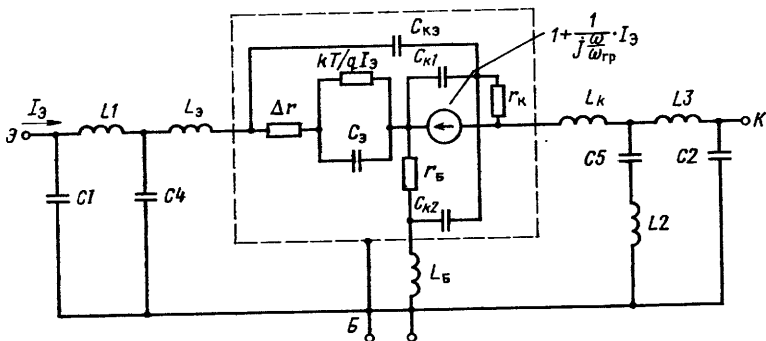 Cкэ
1+ 1/(j ω/ωгр) · Iэ
kT/qIэ
Cк1
Iэ
L1
Lэ
Δr
rк
Lк
L3
Э
К
Cэ
rБ
C5
C2
C1
C4
Cк2
L2
LБ
Б